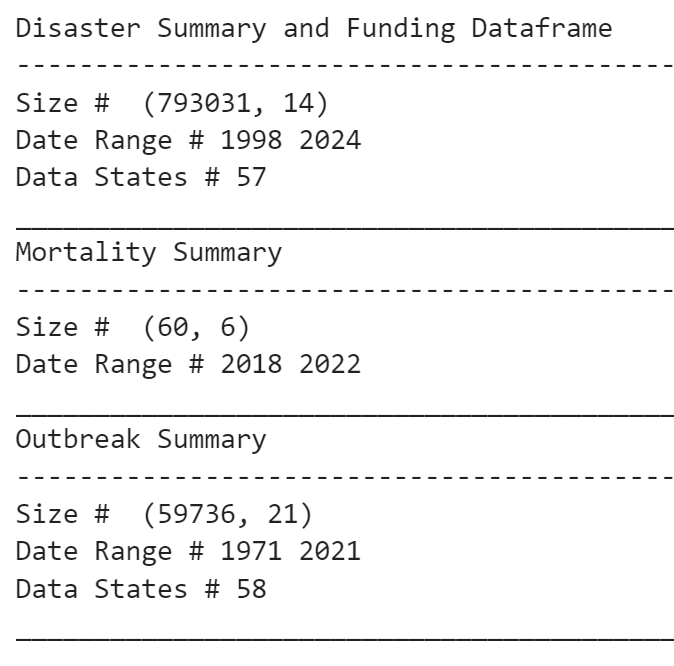 Disaster Summary and Funding Dataframe
------------------------------------------
Size #  (793031, 14)
Date Range # 1998 2024
Data States # 57
__________________________________________
Mortality Summary
------------------------------------------
Size #  (60, 6)
Date Range # 2018 2022
__________________________________________
Outbreak Summary
------------------------------------------
Size #  (59736, 21)
Date Range # 1971 2021
Data States # 58
__________________________________________